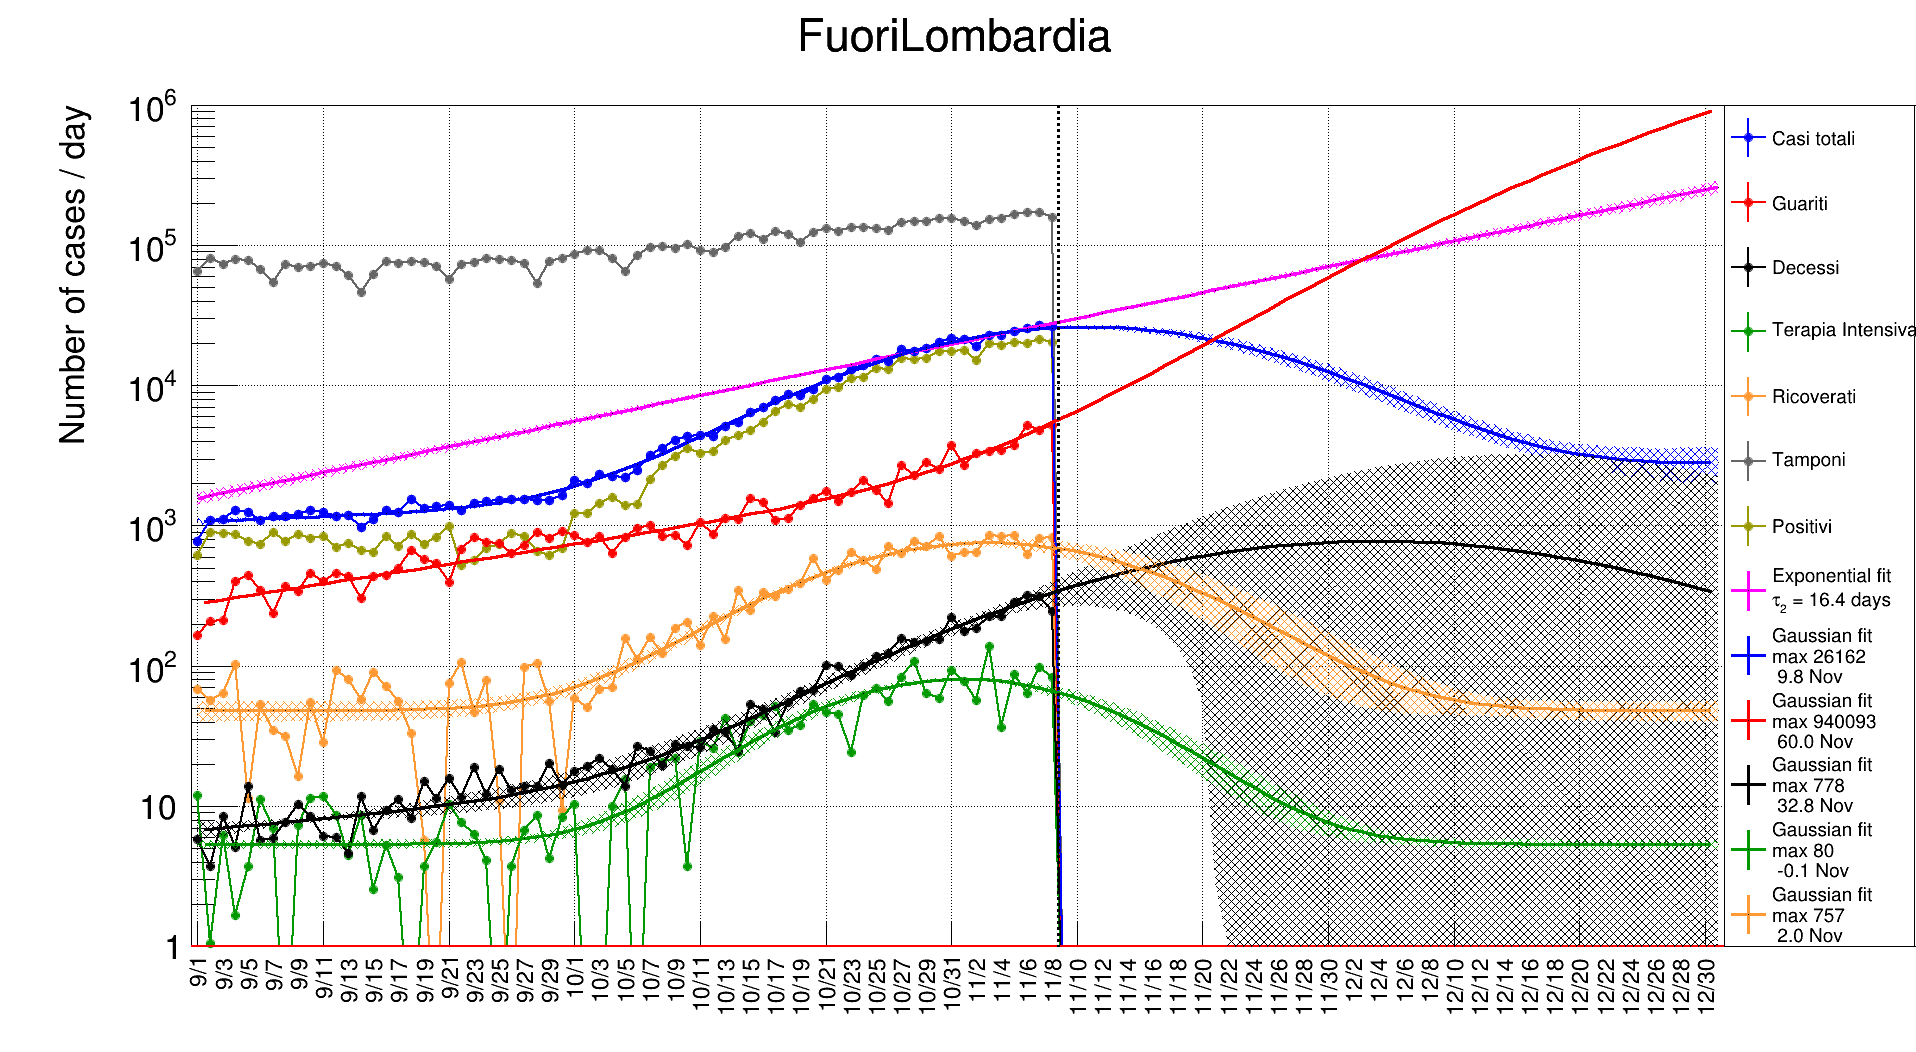 FuoriLombardia
Number of cases / day
10^6
10^5
10^4
10^3
10^2
10
1
9/1
9/3
9/5
9/7
9/9
9/11
9/13
9/15
9/17
9/19
9/21
9/23
9/25
9/27
9/29
10/1
10/3
10/5
10/7
10/9
10/11
10/13
10/15
10/17
10/19
10/21
10/23
10/25
10/27
10/29
10/31
11/2
11/4
11/6
11/8
11/10
11/12
11/14
11/16
11/18
11/20
11/22
11/24
11/26
11/28
11/30
12/2
12/4
12/6
12/8
12/10
12/12
12/14
12/16
12/18
12/20
12/22
12/24
12/26
12/28
12/30
Casi totali
Guariti
Decessi
Terapia Intensiva
Ricoverati
Tamponi
Positivi
Exponential fit
τ₂ = 16.4 days
Gaussian fit
max 26162
9.8 Nov
Gaussian fit
max 940093
60.0 Nov
Gaussian fit
max 778
32.8 Nov
Gaussian fit
max 80
-0.1 Nov
Gaussian fit
max 757
2.0 Nov